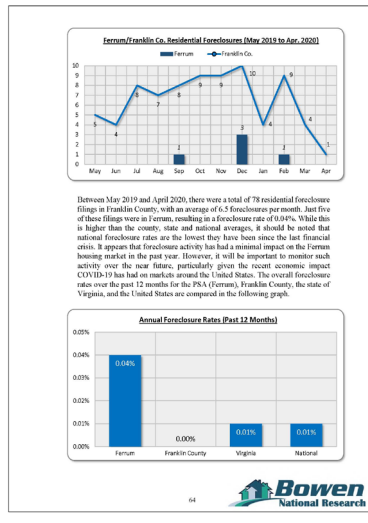 Ferrum/Franklin Co. Residential Foreclosures (May 2019 to Apr. 2020)
Ferrum Franklin Co.
10
9
8
7
6
5
4
3
2
1
0
5 4 8 7 8 9 9 10 4 9 4 1
1 3 1
May Jun Jul Aug Sep Oct Nov Dec Jan Feb Mar Apr
Between May 2019 and April 2020, there were a total of 78 residential foreclosure
filings in Franklin County, with an average of 6.5 foreclosures per month. Just five
of these filings were in Ferrum, resulting in a foreclosure rate of 0.04%. While this
is higher than the county, state and national averages, it should be noted that
national foreclosure rates are the lowest they have been since the last financial
crisis. It appears that foreclosure activity has had a minimal impact on the Ferrum
housing market in the past year. However, it will be important to monitor such
activity over the near future, particularly given the recent economic impact
COVID-19 has had on markets around the United States. The overall foreclosure
rates over the past 12 months for the PSA (Ferrum), Franklin County, the state of
Virginia, and the United States are compared in the following graph.
Annual Foreclosure Rates (Past 12 Months)
0.05%
0.04%
0.04%
0.03%
0.03%
0.02%
0.02%
0.01%
0.01%
0.00%
Ferrum Franklin County Virginia National
64
Bowen
National Research